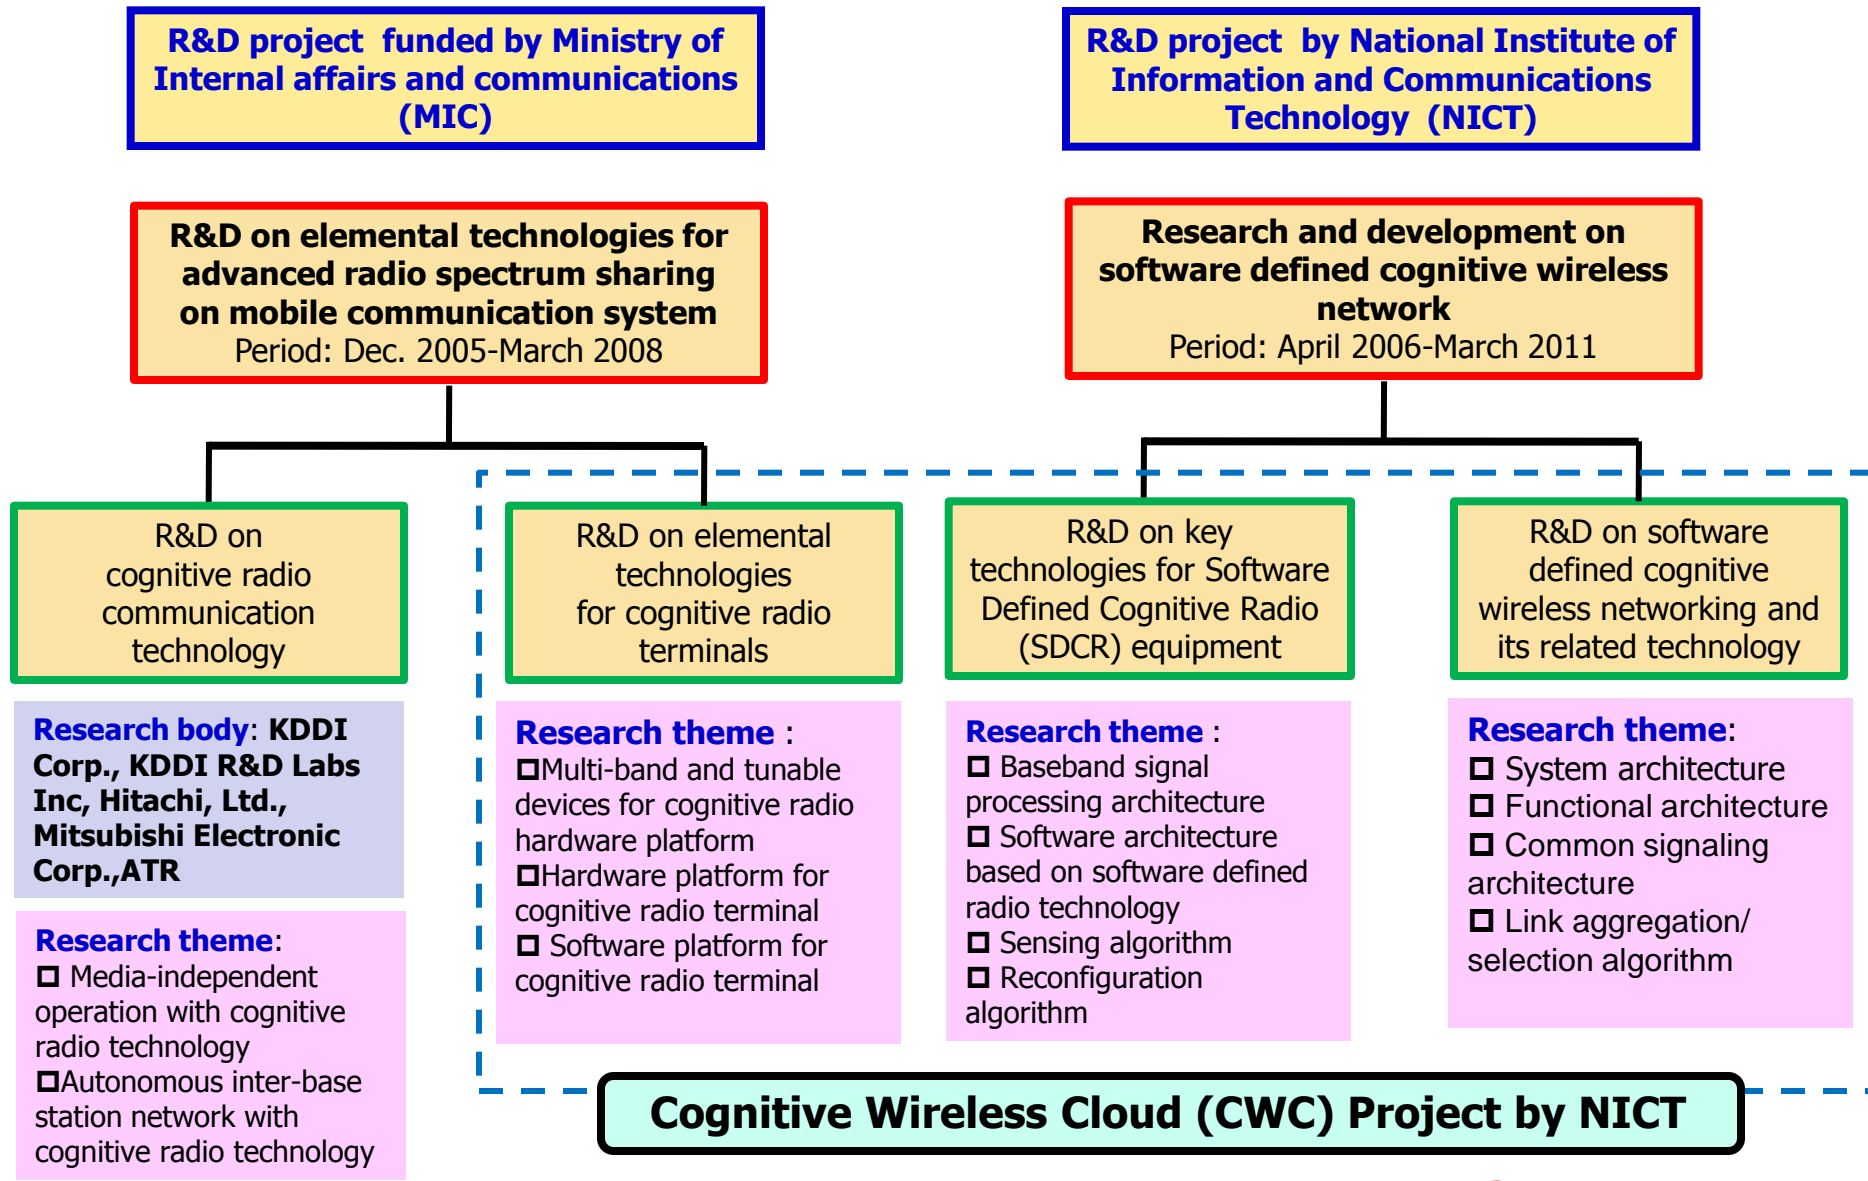 R&D project  funded by Ministry of
Internal affairs and communications
(MIC)
R&D project  by National Institute of
Information and Communications
Technology  (NICT)
R&D on elemental technologies for
advanced radio spectrum sharing
on mobile communication system
Period: Dec. 2005-March 2008
Research and development on
software defined cognitive wireless
network
Period: April 2006-March 2011
R&D on
cognitive radio
communication
technology
R&D on elemental
technologies
for cognitive radio
terminals
R&D on key
technologies for Software
Defined Cognitive Radio
(SDCR) equipment
R&D on software
defined cognitive
wireless networking and
its related technology
Research body: KDDI
Corp., KDDI R&D Labs
Inc, Hitachi, Ltd.,
Mitsubishi Electronic
Corp.,ATR
Research theme:
Media-independent
operation with cognitive
radio technology
Autonomous inter-base
station network with
cognitive radio technology
Research theme :
Multi-band and tunable
devices for cognitive radio
hardware platform
Hardware platform for
cognitive radio terminal
Software platform for
cognitive radio terminal
Research theme :
Baseband signal
processing architecture
Software architecture
based on software defined
radio technology
Sensing algorithm
Reconfiguration
algorithm
Research theme:
System architecture
Functional architecture
Common signaling
architecture
Link aggregation/
selection algorithm
Cognitive Wireless Cloud (CWC) Project by NICT